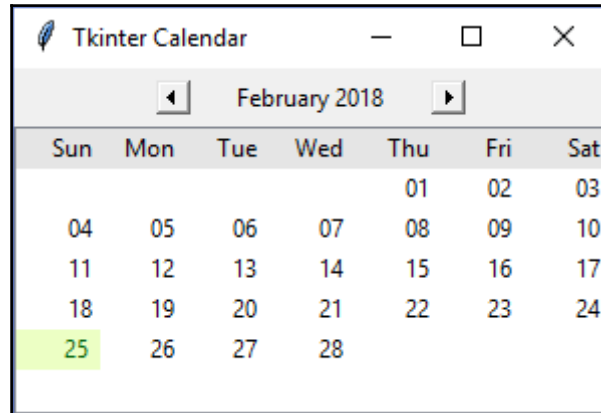 Tkinter Calendar
February 2018
Sun Mon Tue Wed Thu Fri Sat
01 02 03
04 05 06 07 08 09 10
11 12 13 14 15 16 17
18 19 20 21 22 23 24
25 26 27 28